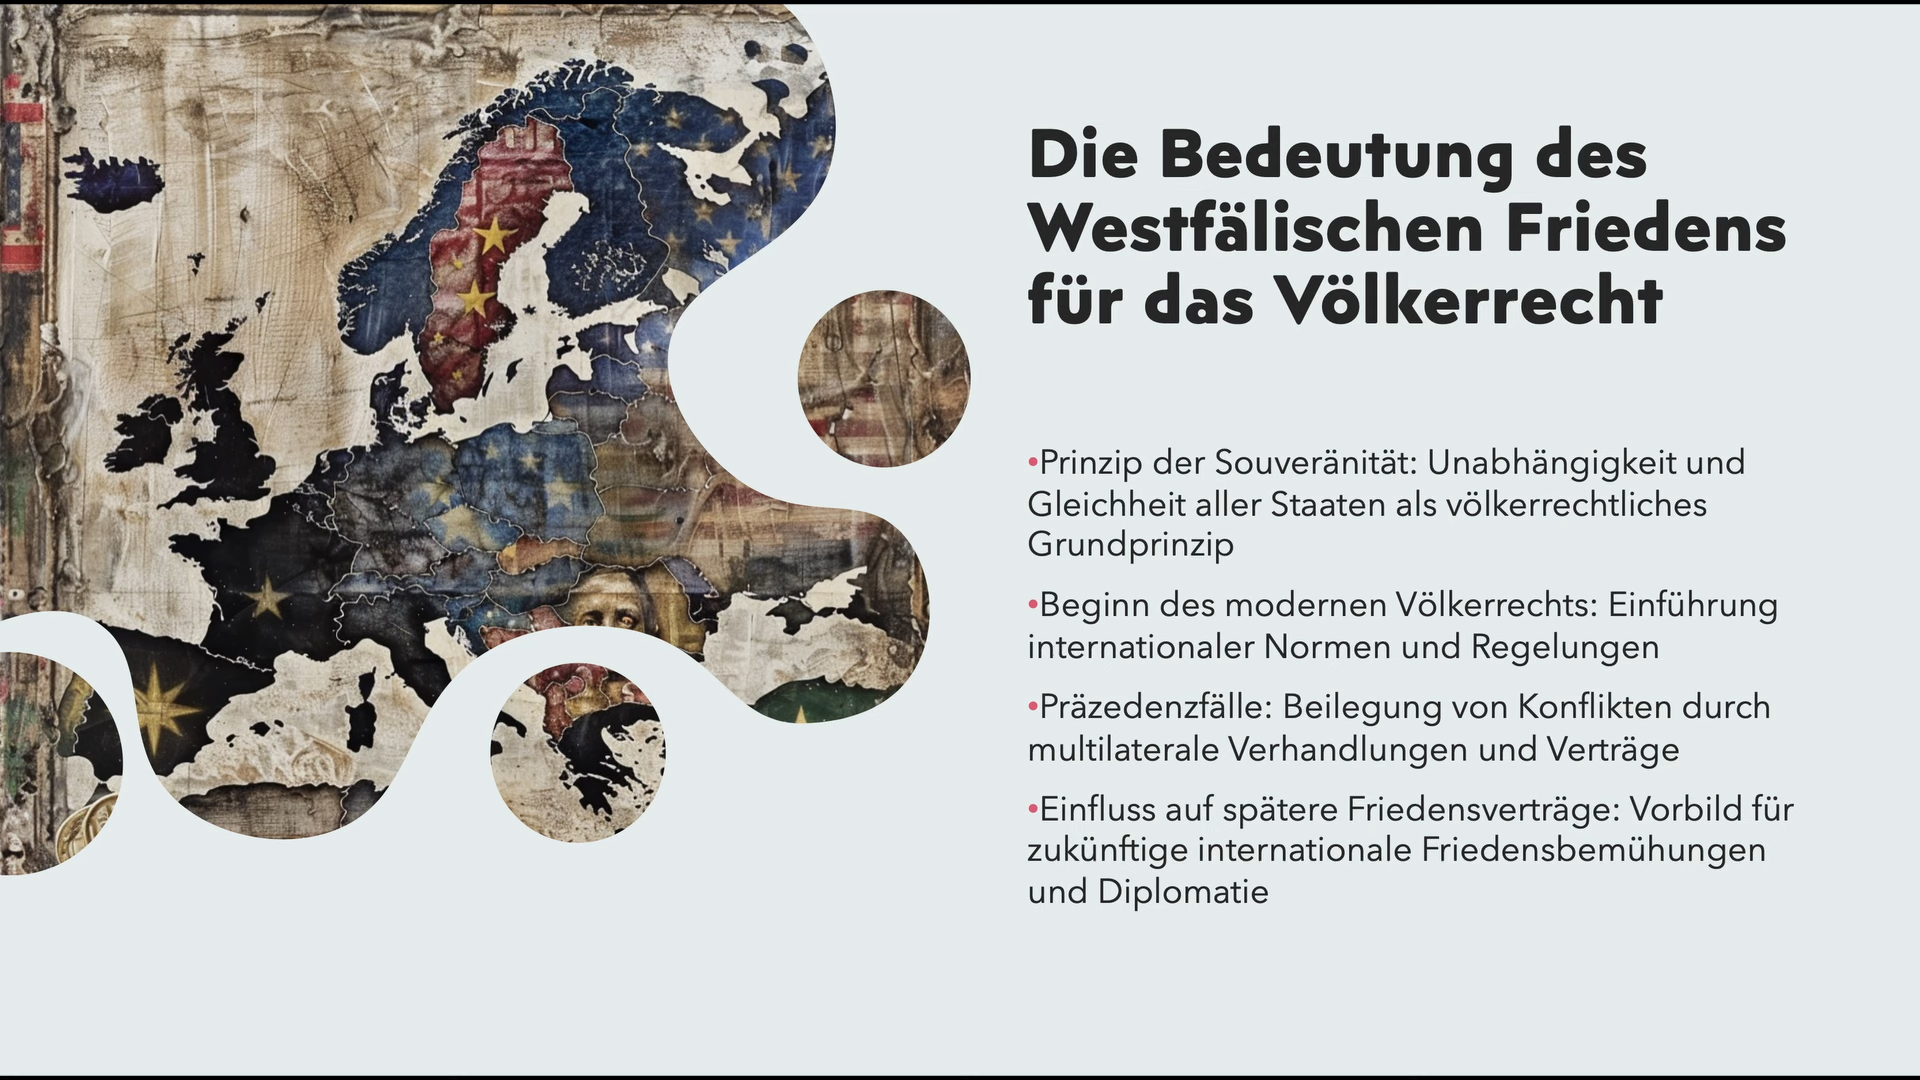 Die Bedeutung des
Westfälischen Friedens
für das Völkerrecht
•Prinzip der Souveränität: Unabhängigkeit und
Gleichheit aller Staaten als völkerrechtliches
Grundprinzip
•Beginn des modernen Völkerrechts: Einführung
internationaler Normen und Regelungen
•Präzedenzfälle: Beilegung von Konflikten durch
multilaterale Verhandlungen und Verträge
•Einfluss auf spätere Friedensverträge: Vorbild für
zukünftige internationale Friedensbemühungen
und Diplomatie